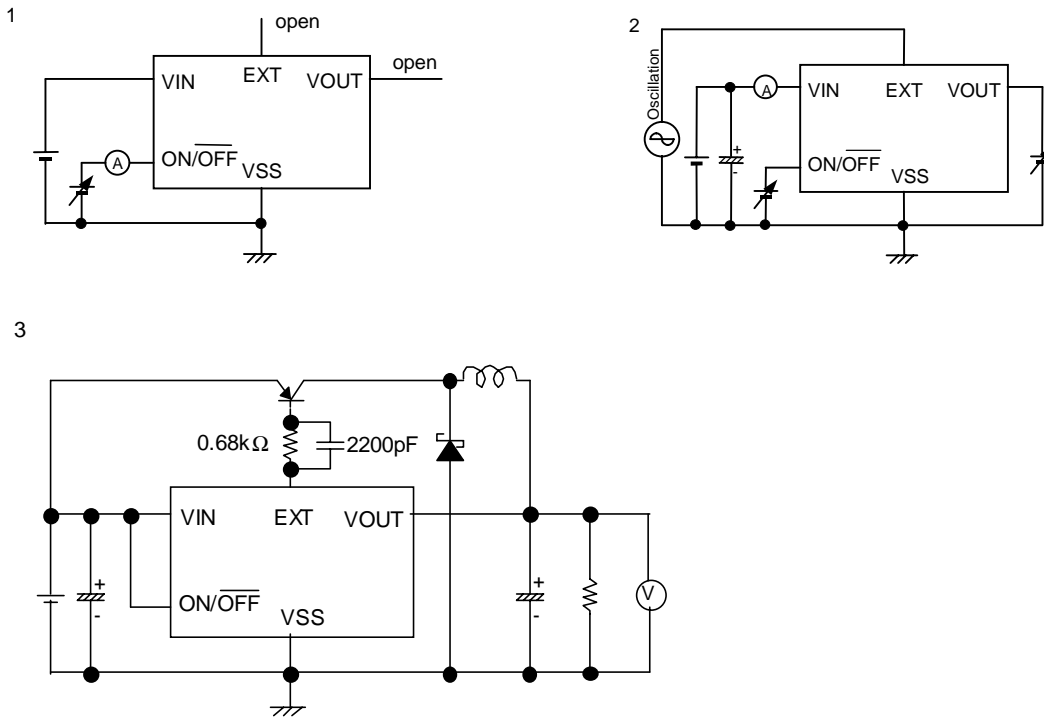 1
open
VIN
EXT
VOUT
open
ON/OFF
A
VSS
2
Oscillation
A
VIN
EXT
VOUT
+
-
ON/OFF
VSS
3
0.68kΩ
2200pF
VIN
EXT
VOUT
+
-
ON/OFF
VSS
+
-
V